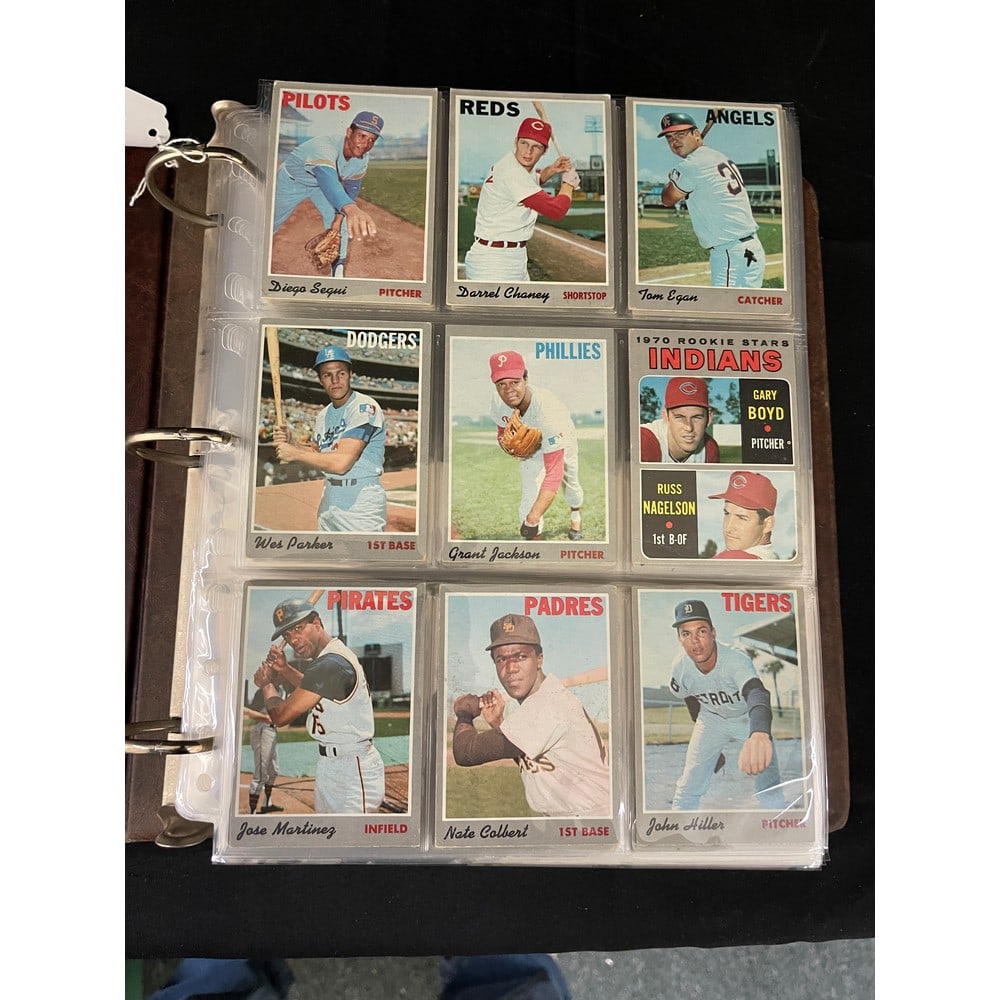 PILOTS
Diego Segui PITCHER
REDS
Darrel Chaney SHORTSTOP
ANGELS
30
Tom Egan CATCHER
DODGERS
Wes Parker 1ST BASE
PHILLIES
P
Grant Jackson PITCHER
1970 ROOKIE STARS
INDIANS
GARY
BOYD
PITCHER
RUSS
NAGELSON
1st B-OF
PIRATES
15
Jose Martinez INFIELD
PADRES
Nate Colbert 1ST BASE
TIGERS
DETROIT
John Hiller PITCHER